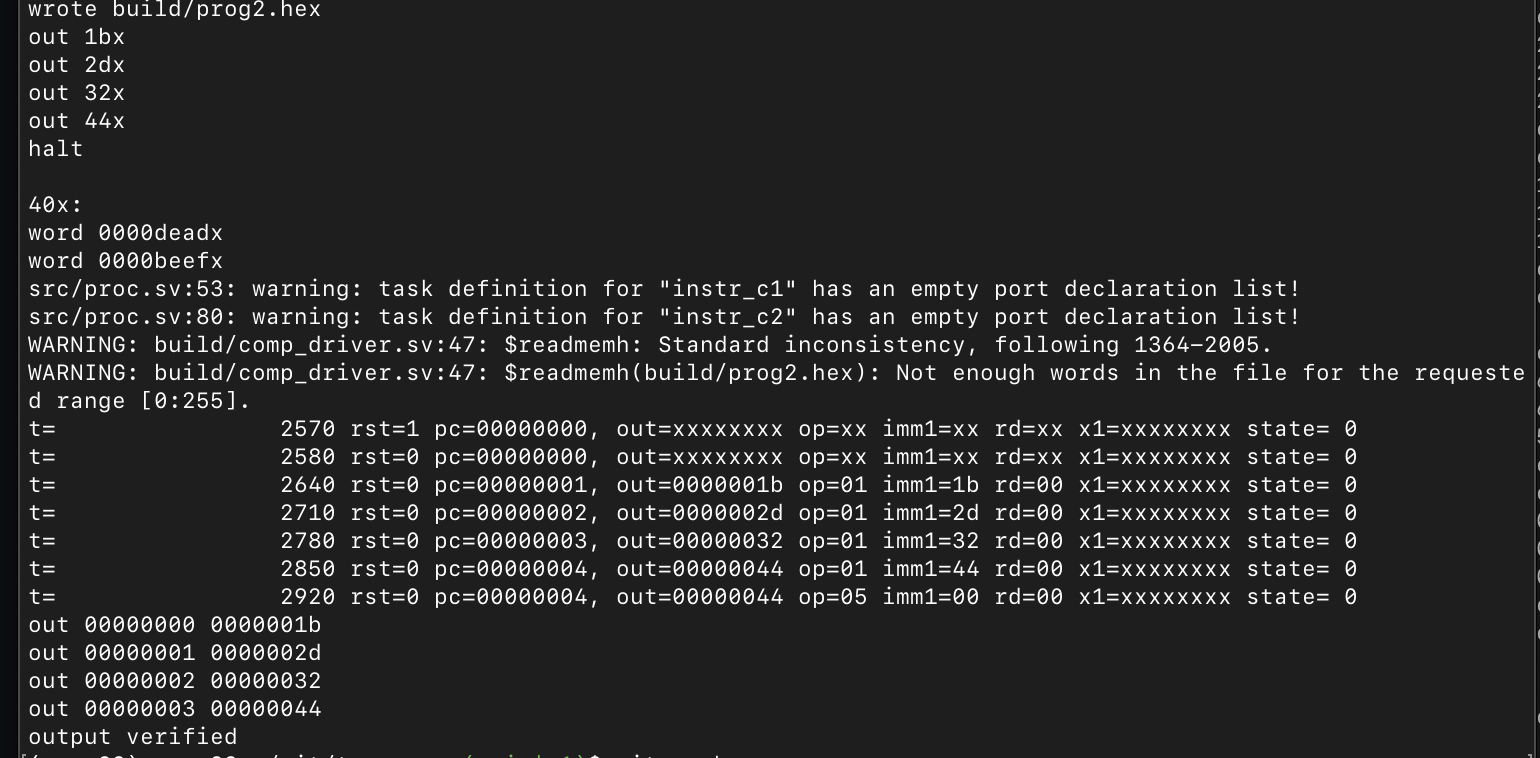 wrote build/prog2.hex
out 1bx
out 2dx
out 32x
out 44x
halt
40x:
word 0000deadx
word 0000beefx
src/proc.sv:53: warning: task definition for "instr_c1" has an empty port declaration list!
src/proc.sv:80: warning: task definition for "instr_c2" has an empty port declaration list!
WARNING: build/comp_driver.sv:47: $readmemh: Standard inconsistency, following 1364-2005.
WARNING: build/comp_driver.sv:47: $readmemh(build/prog2.hex): Not enough words in the file for the requeste
d range [0:255].
t=                2570 rst=1 pc=00000000, out=xxxxxxxx op=xx imm1=xx rd=xx x1=xxxxxxxx state= 0
t=                2580 rst=0 pc=00000000, out=xxxxxxxx op=xx imm1=xx rd=xx x1=xxxxxxxx state= 0
t=                2640 rst=0 pc=00000001, out=0000001b op=01 imm1=1b rd=00 x1=xxxxxxxx state= 0
t=                2710 rst=0 pc=00000002, out=0000002d op=01 imm1=2d rd=00 x1=xxxxxxxx state= 0
t=                2780 rst=0 pc=00000003, out=00000032 op=01 imm1=32 rd=00 x1=xxxxxxxx state= 0
t=                2850 rst=0 pc=00000004, out=00000044 op=01 imm1=44 rd=00 x1=xxxxxxxx state= 0
t=                2920 rst=0 pc=00000004, out=00000044 op=05 imm1=00 rd=00 x1=xxxxxxxx state= 0
out 00000000 0000001b
out 00000001 0000002d
out 00000002 00000032
out 00000003 00000044
output verified